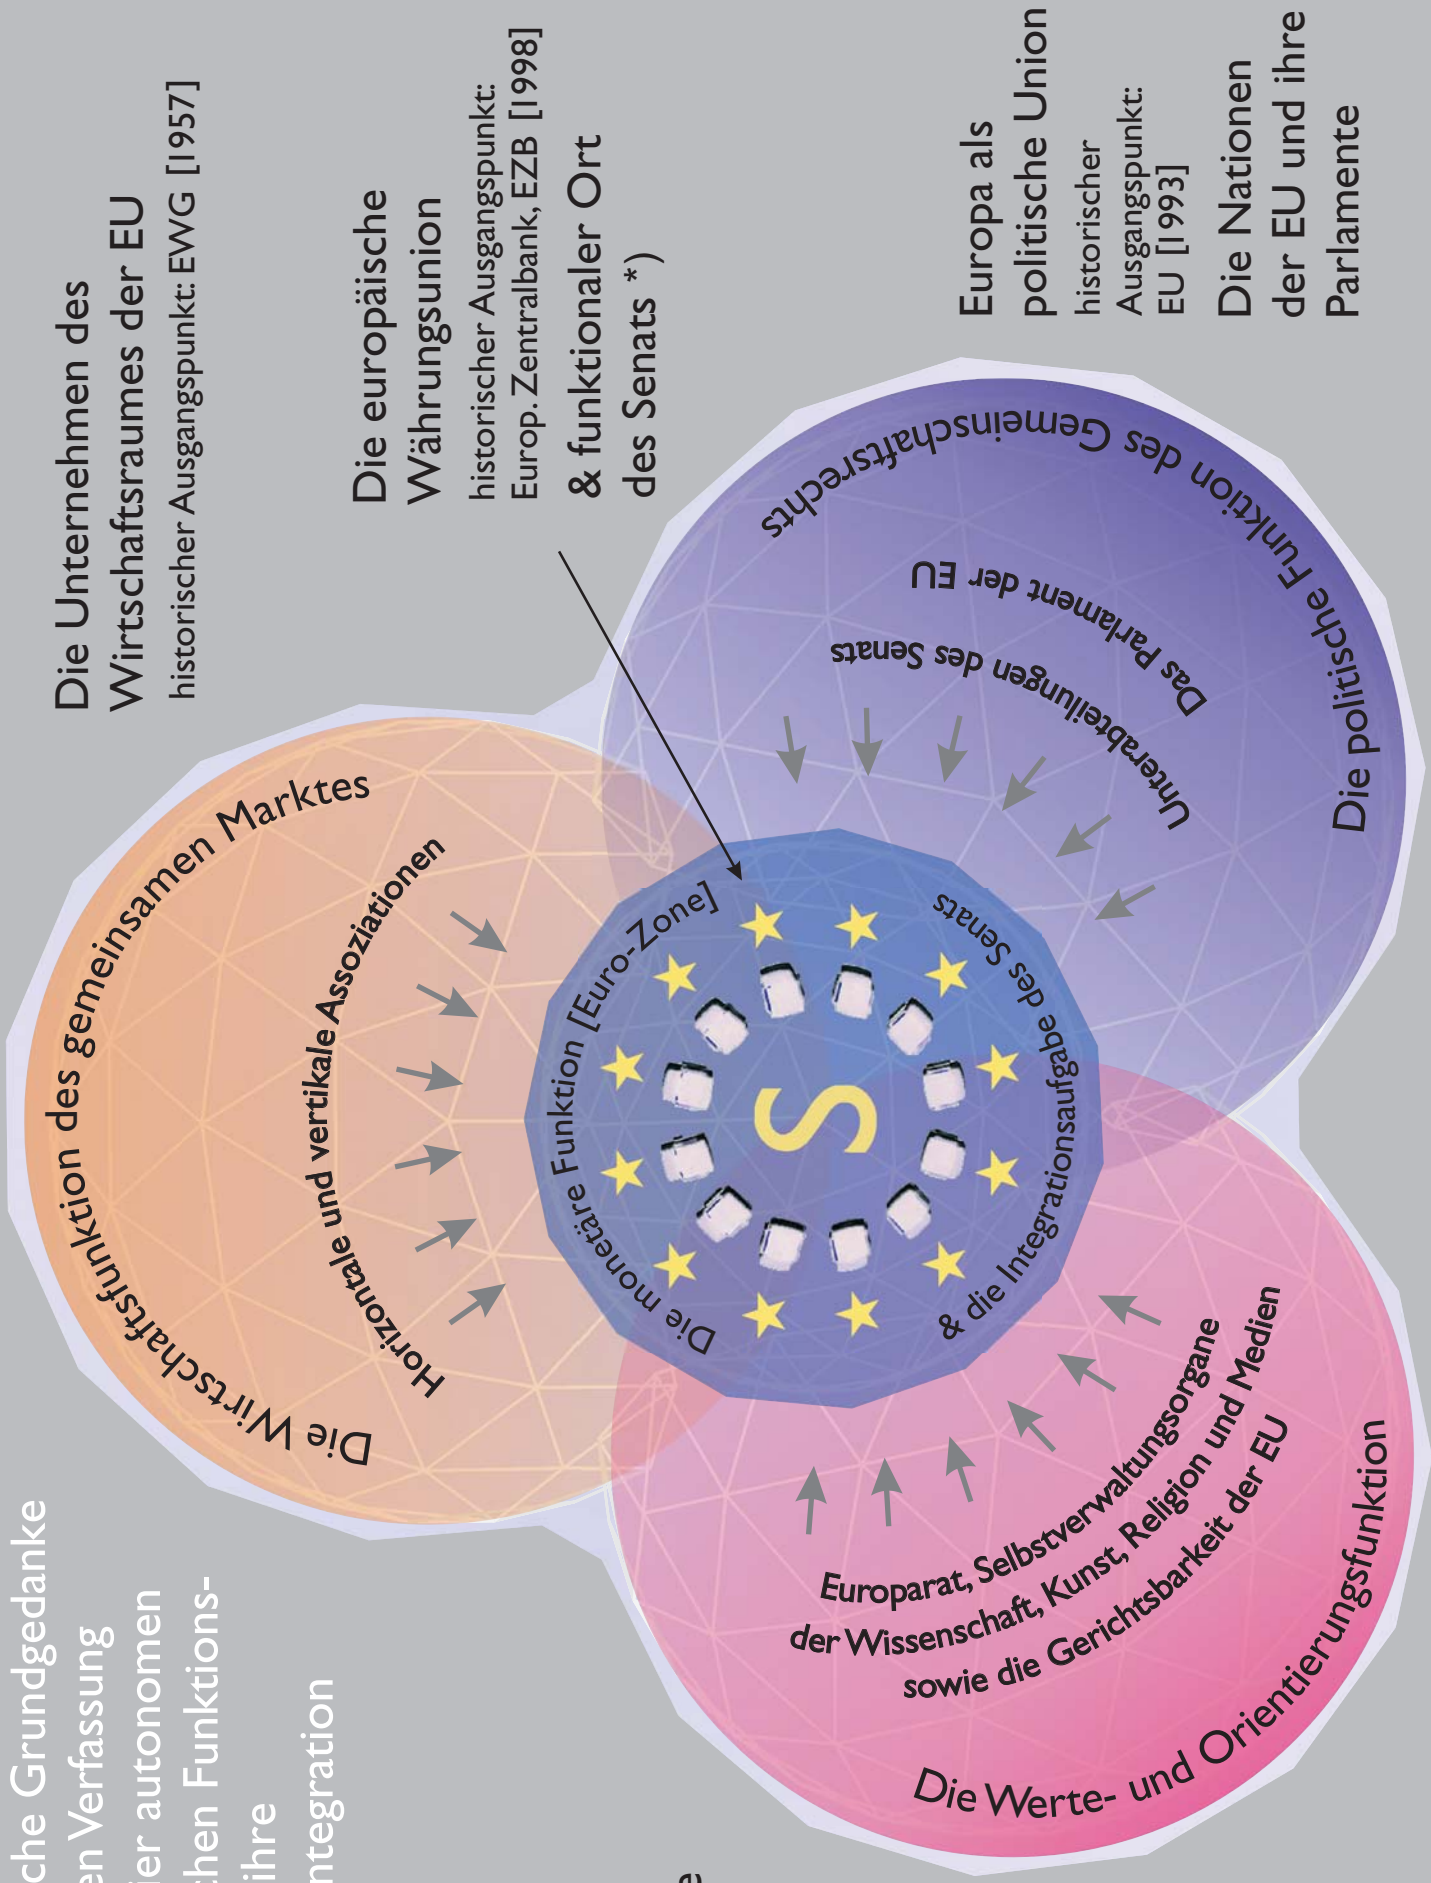 che Grundgedanke
en Verfassung
ier autonomen
chen Funktions-
ihre
ntegration
e
Die Unternehmen des
Wirtschaftsraumes der EU
historischer Ausgangspunkt: EWG [1957]
Die europäische
Währungsunion
historischer Ausgangspunkt:
Europ. Zentralbank, EZB [1998]
& funktionaler Ort
des Senats *)
Die Wirtschaftsfunktion des gemeinsamen Marktes
Horizontale und vertikale Assoziationen
Die monetäre Funktion [Euro-Zone]
S
& die Integrationsaufgabe des Senats
Europarat, Selbstverwaltungsorgane
der Wissenschaft, Kunst, Religion und Medien
sowie die Gerichtsbarkeit der EU
Die Werte- und Orientierungsfunktion
Unterabteilungen des Senats
Das Parlament der EU
Die politische Funktion des Gemeinschaftsrechts
Europa als
politische Union
historischer
Ausgangspunkt:
EU [1993]
Die Nationen
der EU und ihre
Parlamente